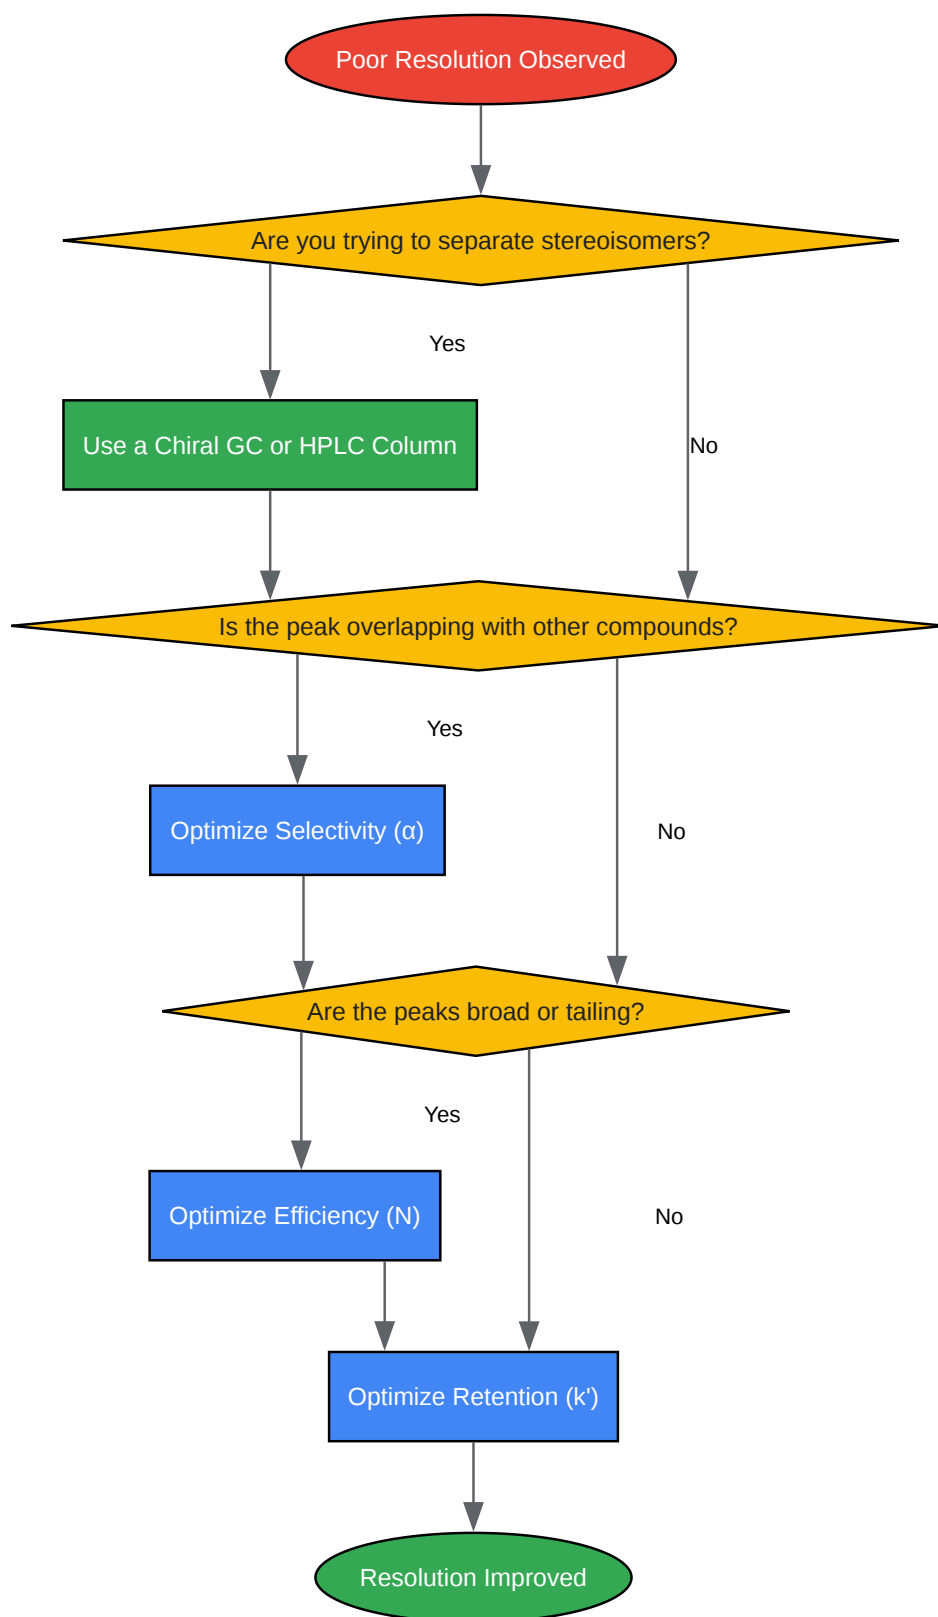 Poor Resolution Observed
Are you trying to separate stereoisomers?
Yes
Use a Chiral GC or HPLC Column
No
Is the peak overlapping with other compounds?
Yes
Optimize Selectivity (α)
No
Are the peaks broad or tailing?
Yes
Optimize Efficiency (N)
No
Optimize Retention (k')
Resolution Improved